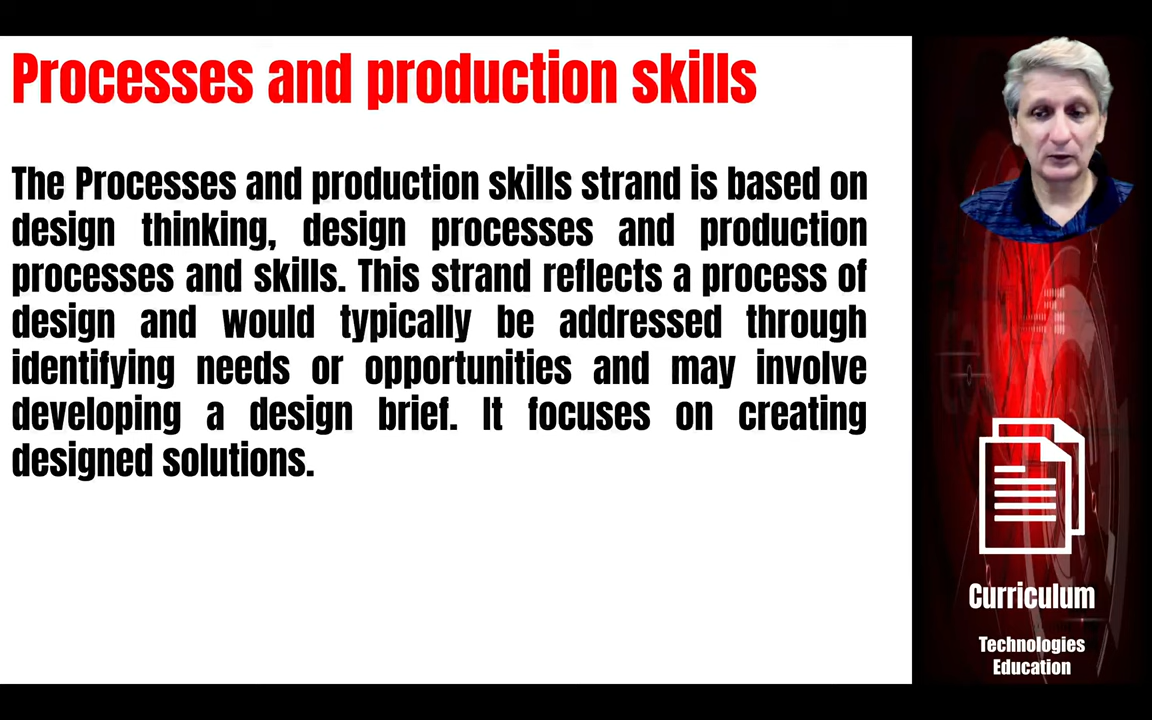 Processes and production skills
The Processes and production skills strand is based on
design thinking, design processes and production
processes and skills. This strand reflects a process of
design and would typically be addressed through
identifying needs or opportunities and may involve
developing a design brief. It focuses on creating
designed solutions.
Curriculum
Technologies
Education